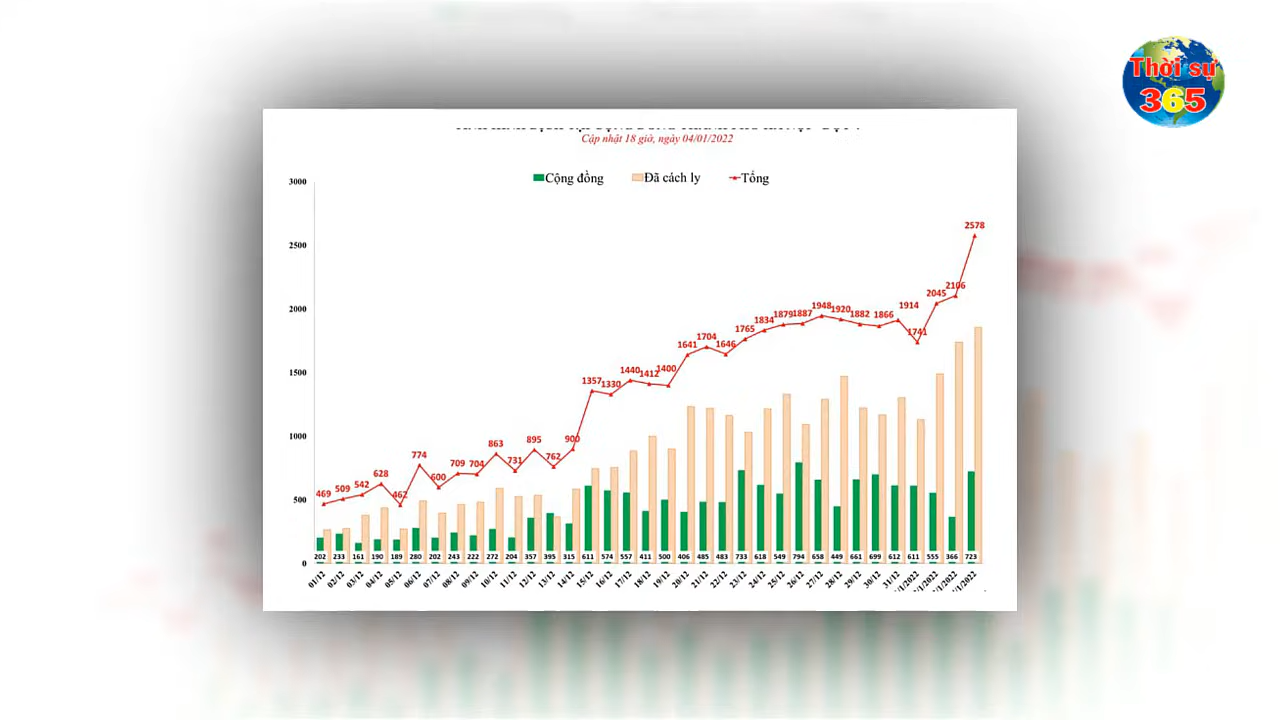 Thời sự
365
Cập nhật 18 giờ, ngày 04/01/2022
Cộng đồng Đã cách ly Tổng
3000
2500
2000
1500
1000
500
0
469 509 542 628 462 774 600 709 704 863 731 895 762 900 1357 1330 1440 1412 1400 1641 1704 1646 1765 1834 1879 1887 1948 1920 1882 1866 1914 1741 2045 2106 2578
202 233 161 190 189 280 202 243 222 272 204 357 395 315 611 574 557 411 500 406 485 483 733 618 549 794 658 449 661 699 612 611 555 366 723
01/12 02/12 03/12 04/12 05/12 06/12 07/12 08/12 09/12 10/12 11/12 12/12 13/12 14/12 15/12 16/12 17/12 18/12 19/12 20/12 21/12 22/12 23/12 24/12 25/12 26/12 27/12 28/12 29/12 30/12 31/12 /1/2022 /1/2022 /1/2022 /1/2022